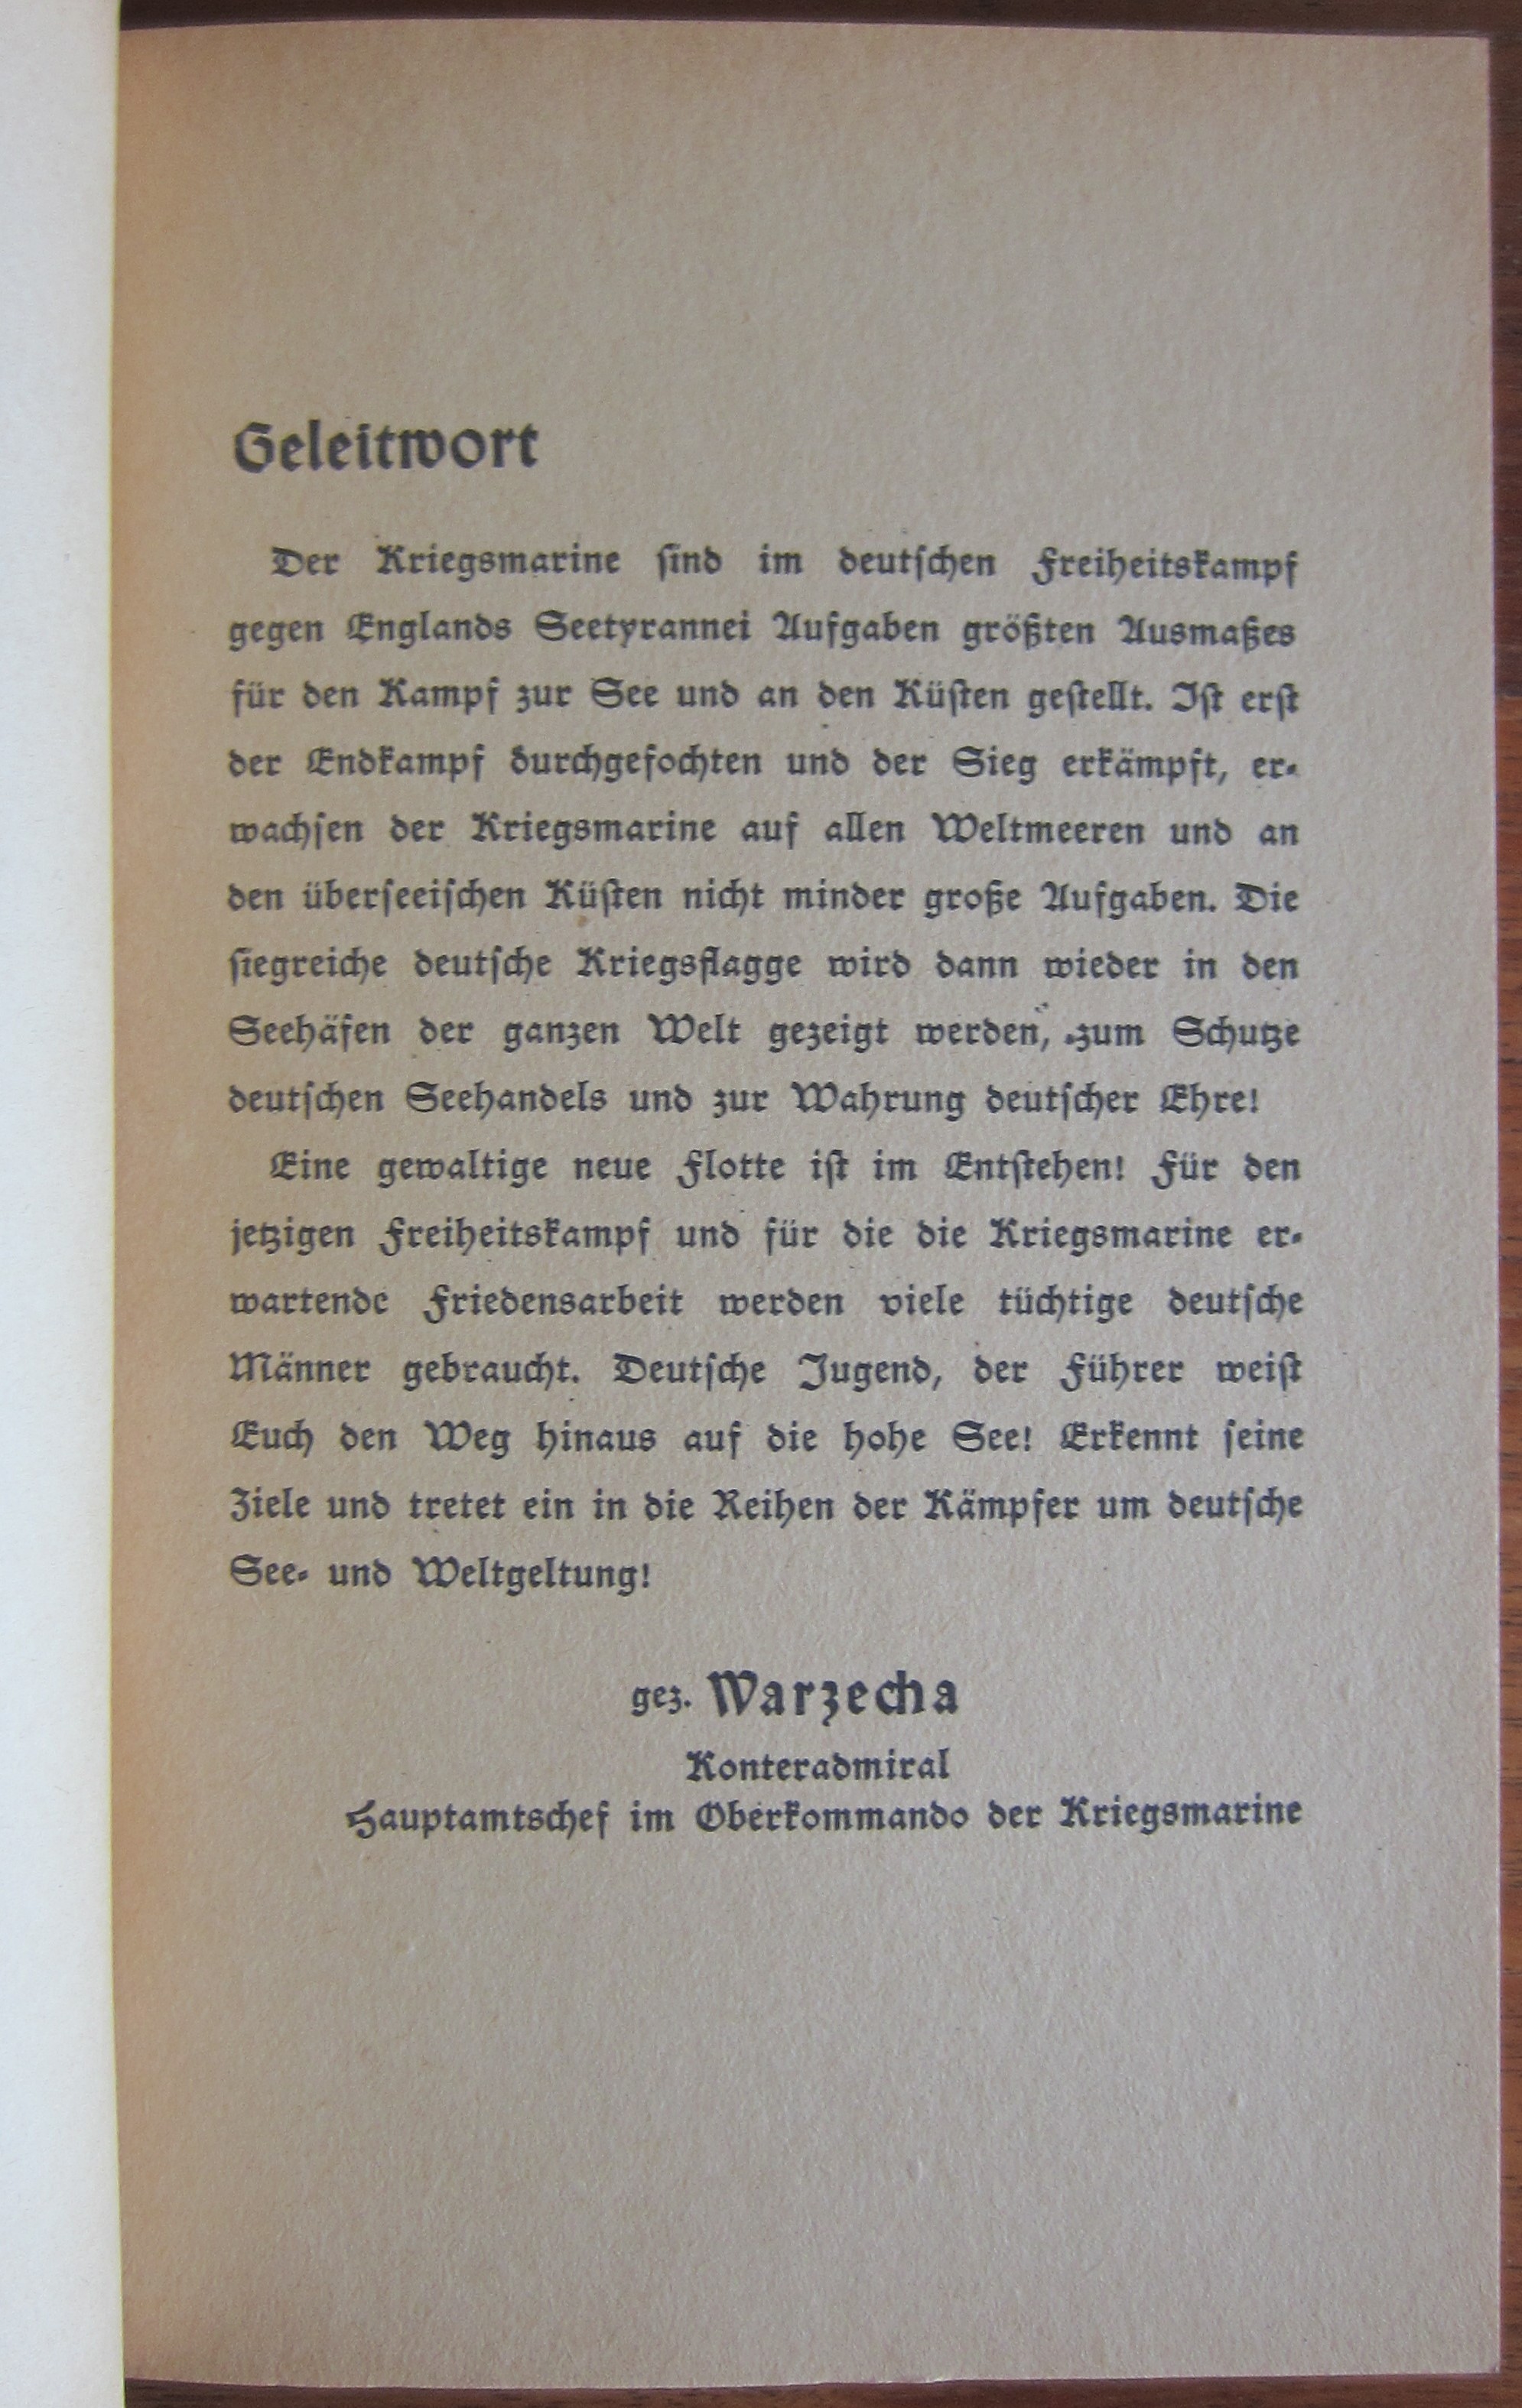 Geleitwort
Der Kriegsmarine sind im deutschen Freiheitskampf
gegen Englands Seetyrannei Aufgaben größten Ausmaßes
für den Kampf zur See und an den Küsten gestellt. Ist erst
der Endkampf durchgefochten und der Sieg erkämpft, er-
wachsen der Kriegsmarine auf allen Weltmeeren und an
den überseeischen Küsten nicht minder große Aufgaben. Die
siegreiche deutsche Kriegsflagge wird dann wieder in den
Seehäfen der ganzen Welt gezeigt werden, zum Schutze
deutschen Seehandels und zur Wahrung deutscher Ehre!
Eine gewaltige neue Flotte ist im Entstehen! Für den
jetzigen Freiheitskampf und für die die Kriegsmarine er-
wartende Friedensarbeit werden viele tüchtige deutsche
Männer gebraucht. Deutsche Jugend, der Führer weist
Euch den Weg hinaus auf die hohe See! Erkennt seine
Ziele und tretet ein in die Reihen der Kämpfer um deutsche
See- und Weltgeltung!
gez. Warzecha
Konteradmiral
Hauptamtschef im Oberkommando der Kriegsmarine